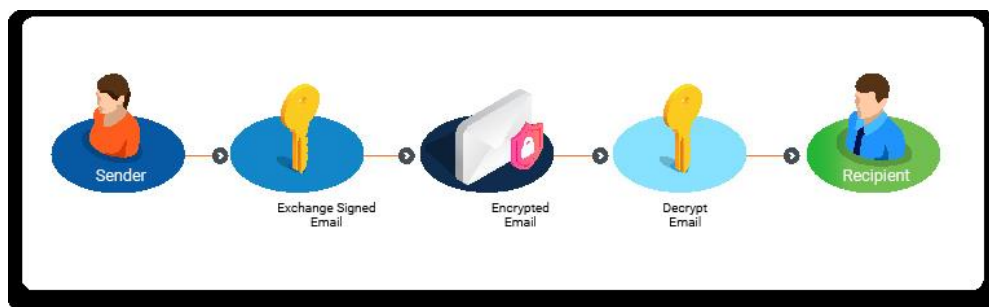 Sender
Recipient
Exchange Signed
Email
Encrypted
Email
Decrypt
Email